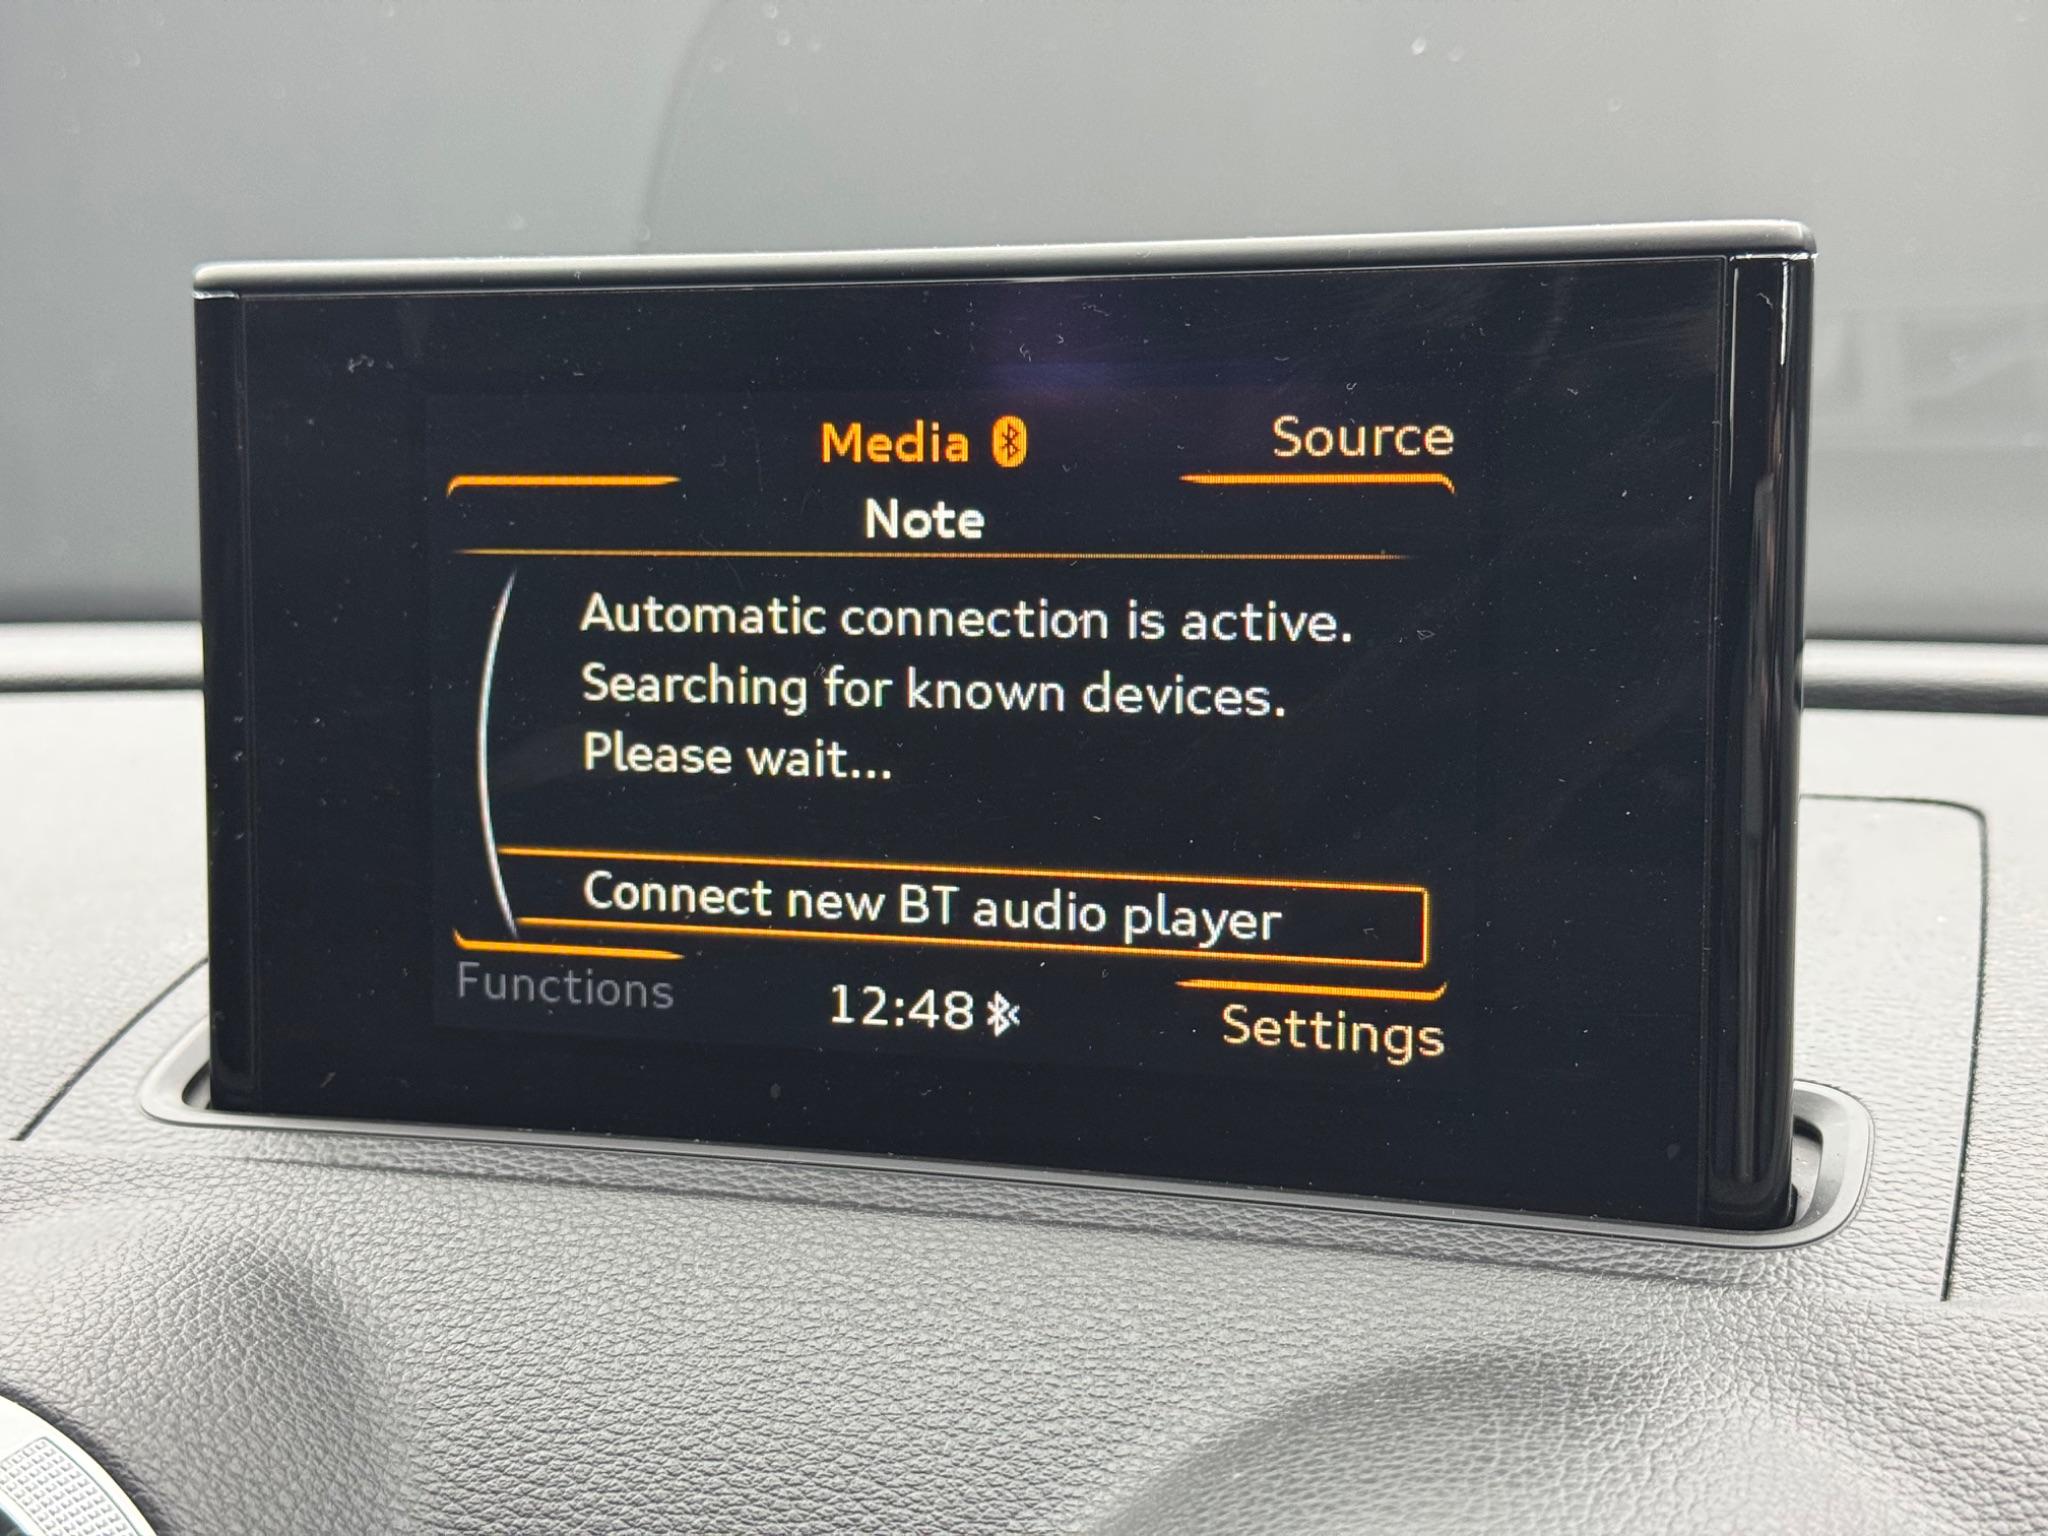 Media
Source
Note
Automatic connection is active.
Searching for known devices.
Please wait...
Connect new BT audio player
Functions
12:48
Settings